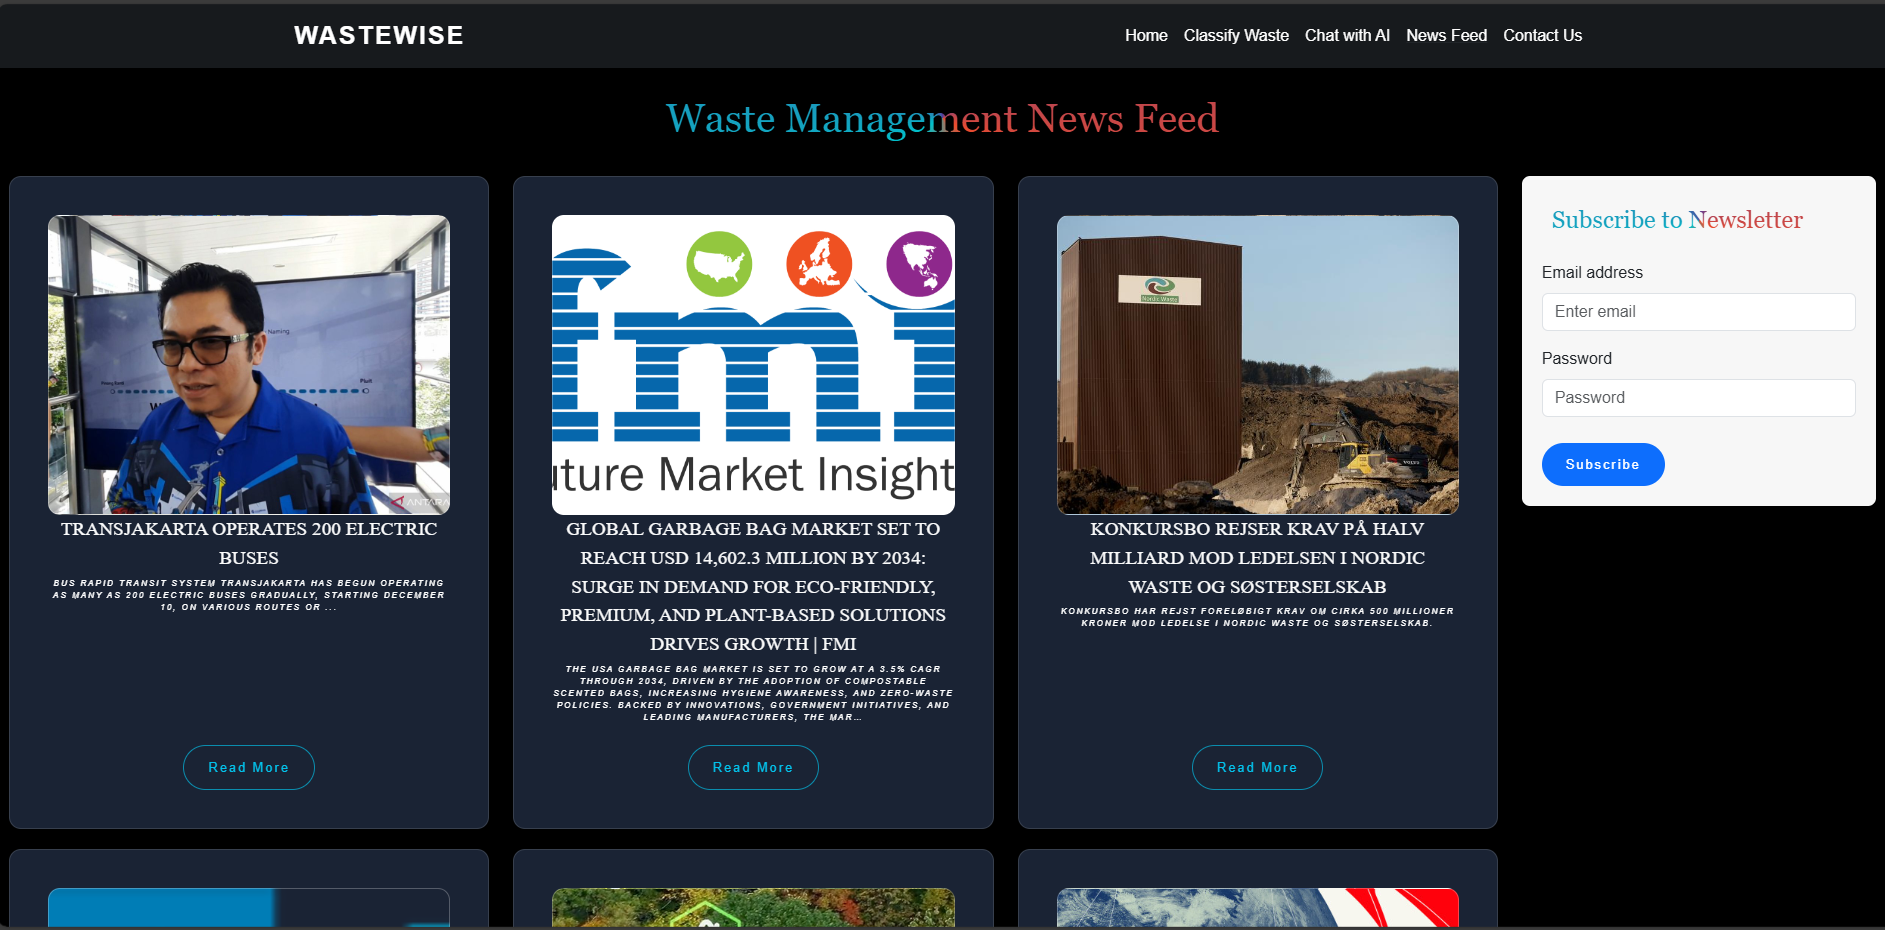 WASTEWISE
Home Classify Waste Chat with AI News Feed Contact Us
Waste Management News Feed
Naming
Pluit
ANTARA
TRANSJAKARTA OPERATES 200 ELECTRIC
BUSES
BUS RAPID TRANSIT SYSTEM TRANSJAKARTA HAS BEGUN OPERATING
AS MANY AS 200 ELECTRIC BUSES GRADUALLY, STARTING DECEMBER
10, ON VARIOUS ROUTES OR ...
Read More
fmi
uture Market Insight
GLOBAL GARBAGE BAG MARKET SET TO
REACH USD 14,602.3 MILLION BY 2034:
SURGE IN DEMAND FOR ECO-FRIENDLY,
PREMIUM, AND PLANT-BASED SOLUTIONS
DRIVES GROWTH | FMI
THE USA GARBAGE BAG MARKET IS SET TO GROW AT A 3.5% CAGR
THROUGH 2034, DRIVEN BY THE ADOPTION OF COMPOSTABLE
SCENTED BAGS, INCREASING HYGIENE AWARENESS, AND ZERO-WASTE
POLICIES. BACKED BY INNOVATIONS, GOVERNMENT INITIATIVES, AND
LEADING MANUFACTURERS, THE MAR...
Read More
Nordic Waste
VOLVO
KONKURSBO REJSER KRAV PÅ HALV
MILLIARD MOD LEDELSEN I NORDIC
WASTE OG SØSTERSELSKAB
KONKURSBO HAR REJST FORELØBIGT KRAV OM CIRKA 500 MILLIONER
KRONER MOD LEDELSE I NORDIC WASTE OG SØSTERSELSKAB.
Read More
Subscribe to Newsletter
Email address
Enter email
Password
Password
Subscribe